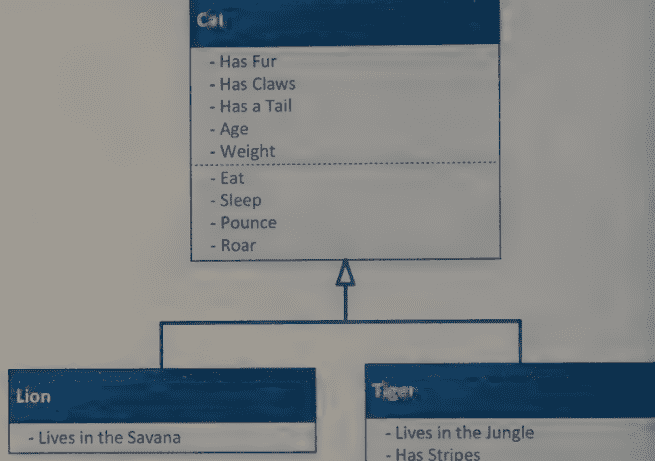 Cat
- Has Fur
- Has Claws
- Has a Tail
- Age
- Weight
- Eat
- Sleep
- Pounce
- Roar
Lion
- Lives in the Savana
Tiger
- Lives in the Jungle
- Has Stripes